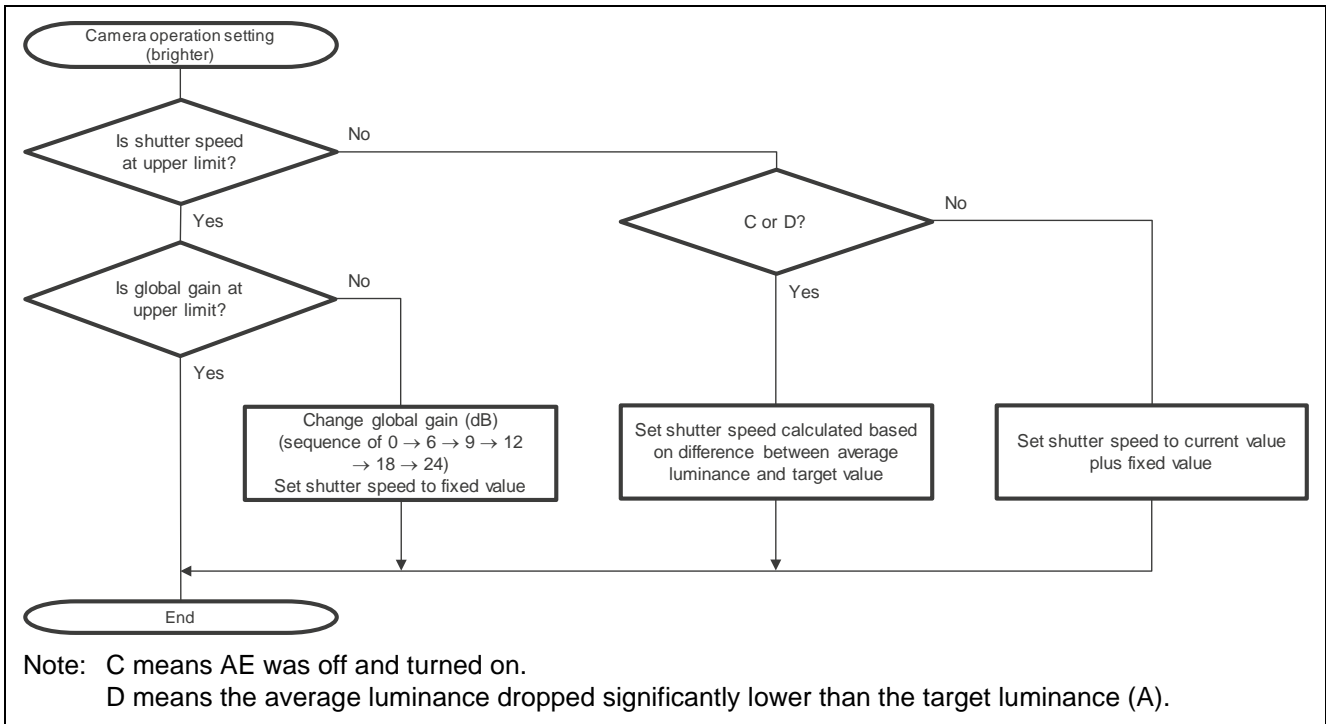 Camera operation setting
(brighter)
Is shutter speed
at upper limit?
No
Yes
C or D?
No
Yes
Is global gain at
upper limit?
No
Yes
Change global gain (dB)
(sequence of 0 → 6 → 9 → 12
→ 18 → 24)
Set shutter speed to fixed value
Set shutter speed calculated based
on difference between average
luminance and target value
Set shutter speed to current value
plus fixed value
End
Note: C means AE was off and turned on.
D means the average luminance dropped significantly lower than the target luminance (A).